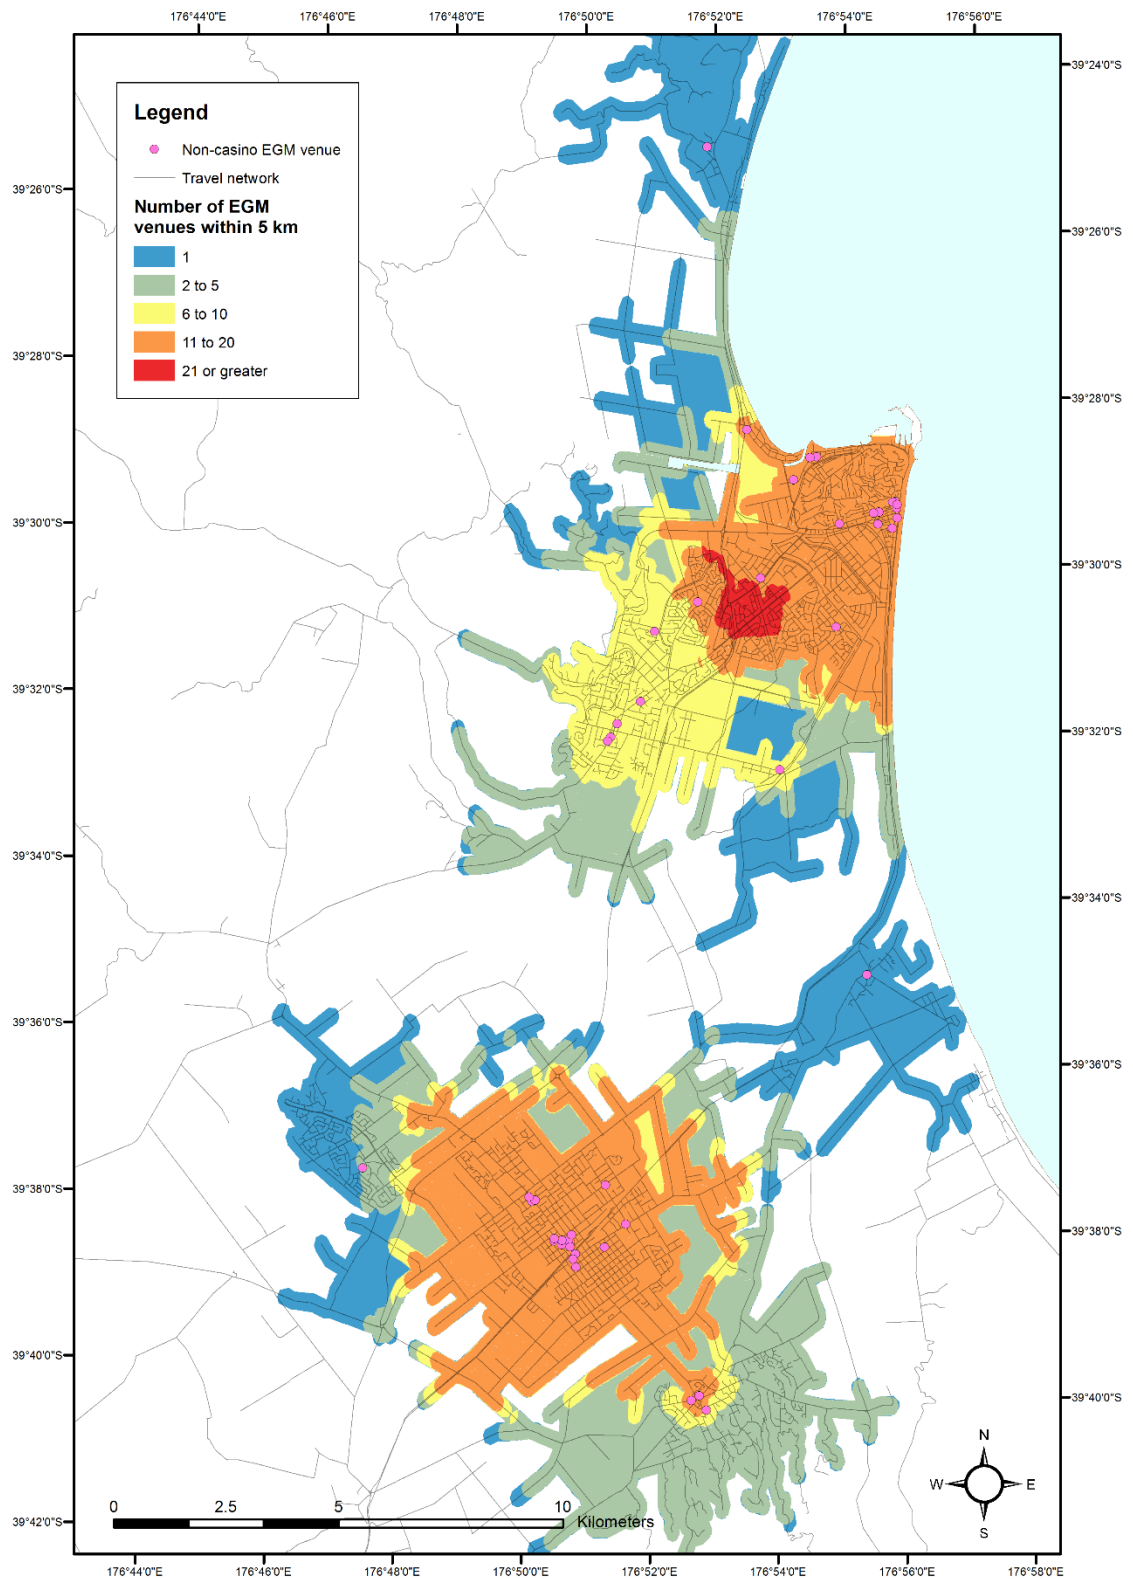 176°44'0"E 176°46'0"E 176°48'0"E 176°50'0"E 176°52'0"E 176°54'0"E 176°56'0"E
39°24'0"S
39°26'0"S
39°28'0"S
39°30'0"S
39°32'0"S
39°34'0"S
39°36'0"S
39°38'0"S
39°40'0"S
39°42'0"S
Legend
Non-casino EGM venue
Travel network
Number of EGM
venues within 5 km
1
2 to 5
6 to 10
11 to 20
21 or greater
39°26'0"S
39°28'0"S
39°30'0"S
39°32'0"S
39°34'0"S
39°36'0"S
39°38'0"S
39°40'0"S
N
W E
S
0 2.5 5 10
Kilometers
176°44'0"E 176°46'0"E 176°48'0"E 176°50'0"E 176°52'0"E 176°54'0"E 176°56'0"E 176°58'0"E